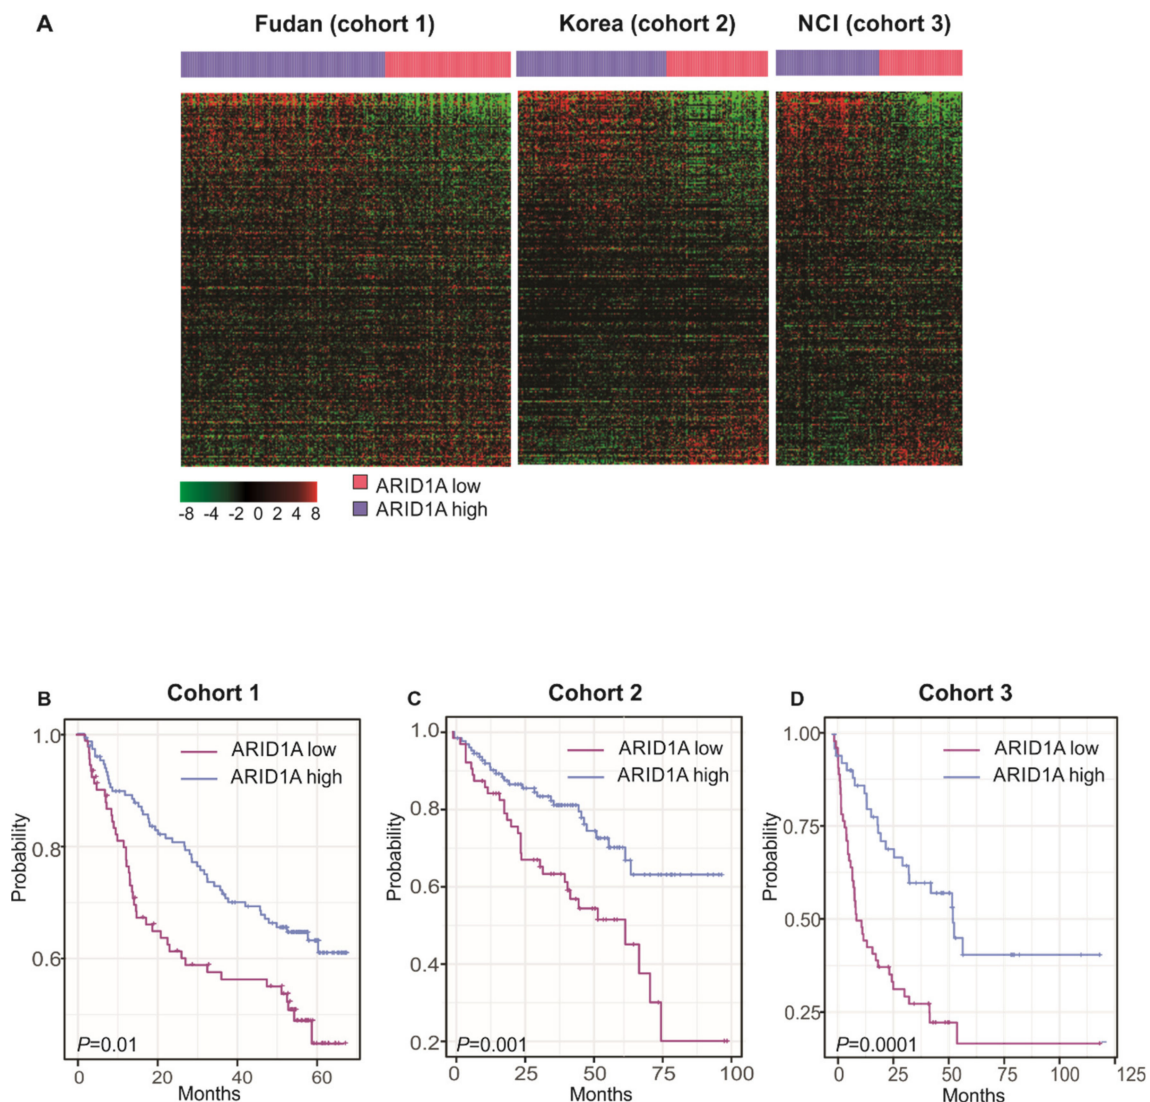 A
Fudan (cohort 1)
Korea (cohort 2)
NCI (cohort 3)
-8 -4 -2 0 2 4 8
ARID1A low
ARID1A high
B
Cohort 1
Probability
1.0
0.8
0.6
ARID1A low
ARID1A high
P=0.01
0 20 40 60
Months
C
Cohort 2
Probability
1.0
0.8
0.6
0.4
0.2
ARID1A low
ARID1A high
P=0.001
0 25 50 75 100
Months
D
Cohort 3
Probability
1.00
0.75
0.50
0.25
ARID1A low
ARID1A high
P=0.0001
0 25 50 75 100 125
Months